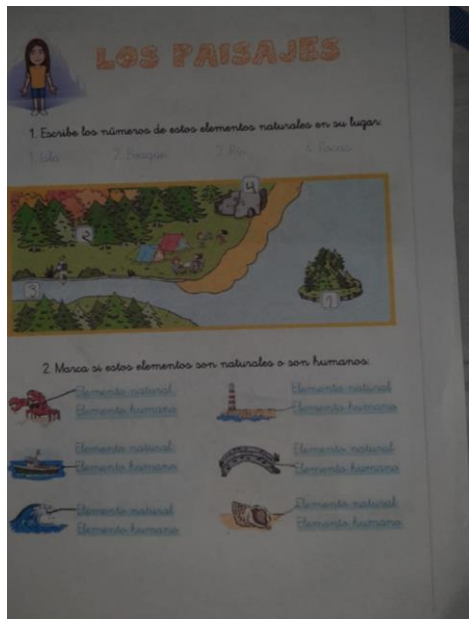 LOS PAISAJES
1. Escribe los números de estos elementos naturales en su lugar:
1. Isla 2. Bosque 3. Río 4. Rocas
4
2
3
1
2. Marca si estos elementos son naturales o son humanos:
Elemento natural Elemento natural
Elemento humano Elemento humano
Elemento natural Elemento natural
Elemento humano Elemento humano
Elemento natural Elemento natural
Elemento humano Elemento humano